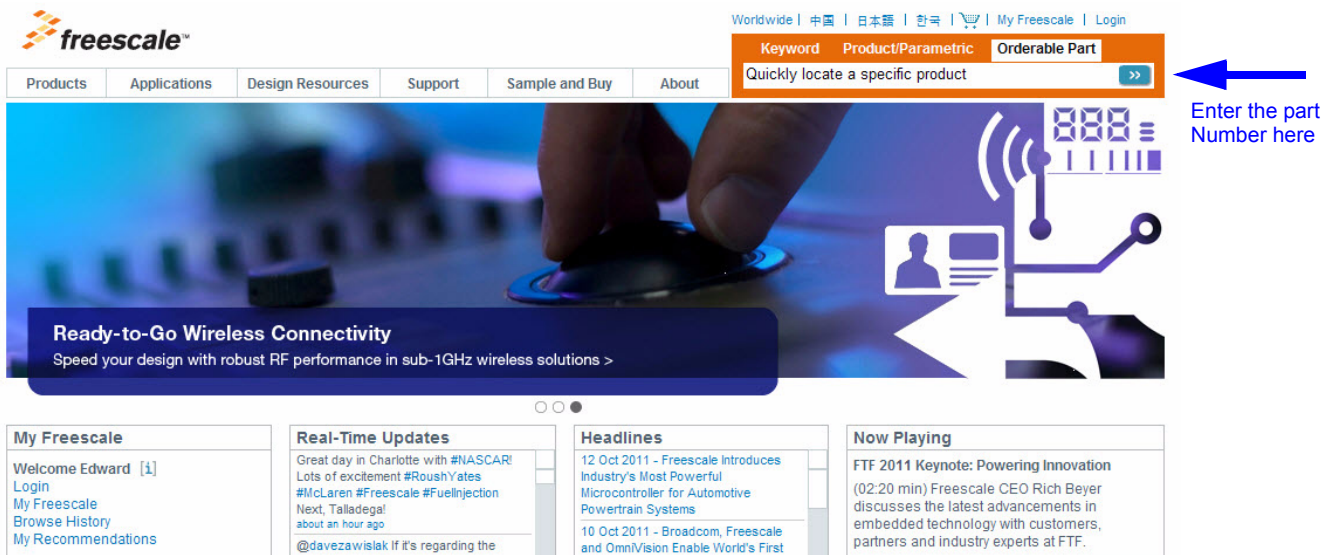 freescale™
Worldwide | 中国 | 日本語 | 한국 | | My Freescale | Login
Keyword Product/Parametric Orderable Part
Quickly locate a specific product >>
Products Applications Design Resources Support Sample and Buy About
Enter the part
Number here
888
Ready-to-Go Wireless Connectivity
Speed your design with robust RF performance in sub-1GHz wireless solutions >
My Freescale
Welcome Edward [i]
Login
My Freescale
Browse History
My Recommendations
Real-Time Updates
Great day in Charlotte with #NASCAR!
Lots of excitement #RoushYates
#McLaren #Freescale #FuelInjection
Next, Talladega!
about an hour ago
@davezawislak If it's regarding the
Headlines
12 Oct 2011 - Freescale Introduces
Industry's Most Powerful
Microcontroller for Automotive
Powertrain Systems
10 Oct 2011 - Broadcom, Freescale
and OmniVision Enable World's First
Now Playing
FTF 2011 Keynote: Powering Innovation
(02:20 min) Freescale CEO Rich Beyer
discusses the latest advancements in
embedded technology with customers,
partners and industry experts at FTF.